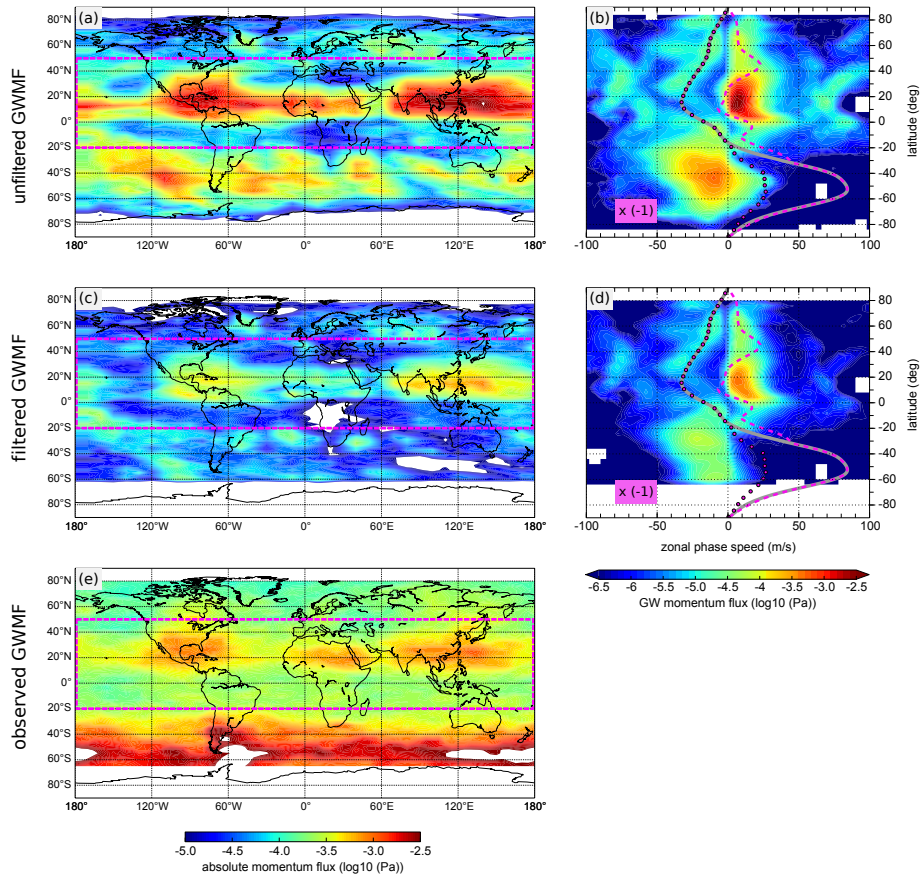 (a)
unfiltered GWMF
80°N
60°N
40°N
20°N
0°
20°S
40°S
60°S
80°S
180° 120°W 60°W 0° 60°E 120°E 180°
(b)
x (-1)
80
60
40
20
0
-20
-40
-60
-80
latitude (deg)
-100 -50 0 50 100
(c)
filtered GWMF
80°N
60°N
40°N
20°N
0°
20°S
40°S
60°S
80°S
180° 120°W 60°W 0° 60°E 120°E 180°
(d)
x (-1)
80
60
40
20
0
-20
-40
-60
-80
latitude (deg)
-100 -50 0 50 100
zonal phase speed (m/s)
-6.5 -6 -5.5 -5 -4.5 -4 -3.5 -3 -2.5
GW momentum flux (log10 (Pa))
(e)
observed GWMF
80°N
60°N
40°N
20°N
0°
20°S
40°S
60°S
80°S
180° 120°W 60°W 0° 60°E 120°E 180°
-5.0 -4.5 -4.0 -3.5 -3.0 -2.5
absolute momentum flux (log10 (Pa))